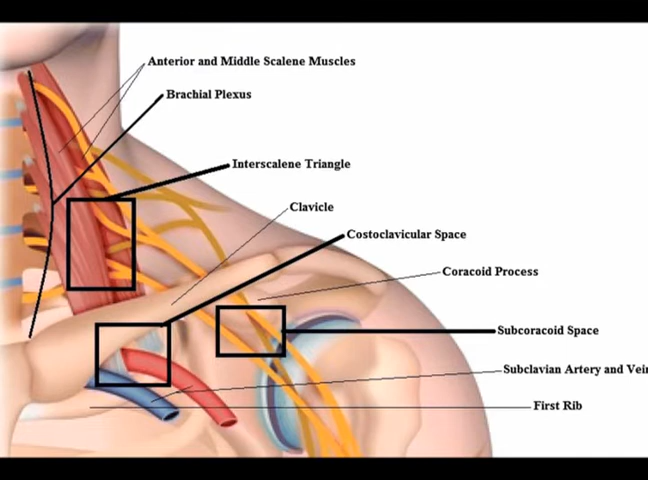 Anterior and Middle Scalene Muscles
Brachial Plexus
Interscalene Triangle
Clavicle
Costoclavicular Space
Coracoid Process
Subcoracoid Space
Subclavian Artery and Vein
First Rib